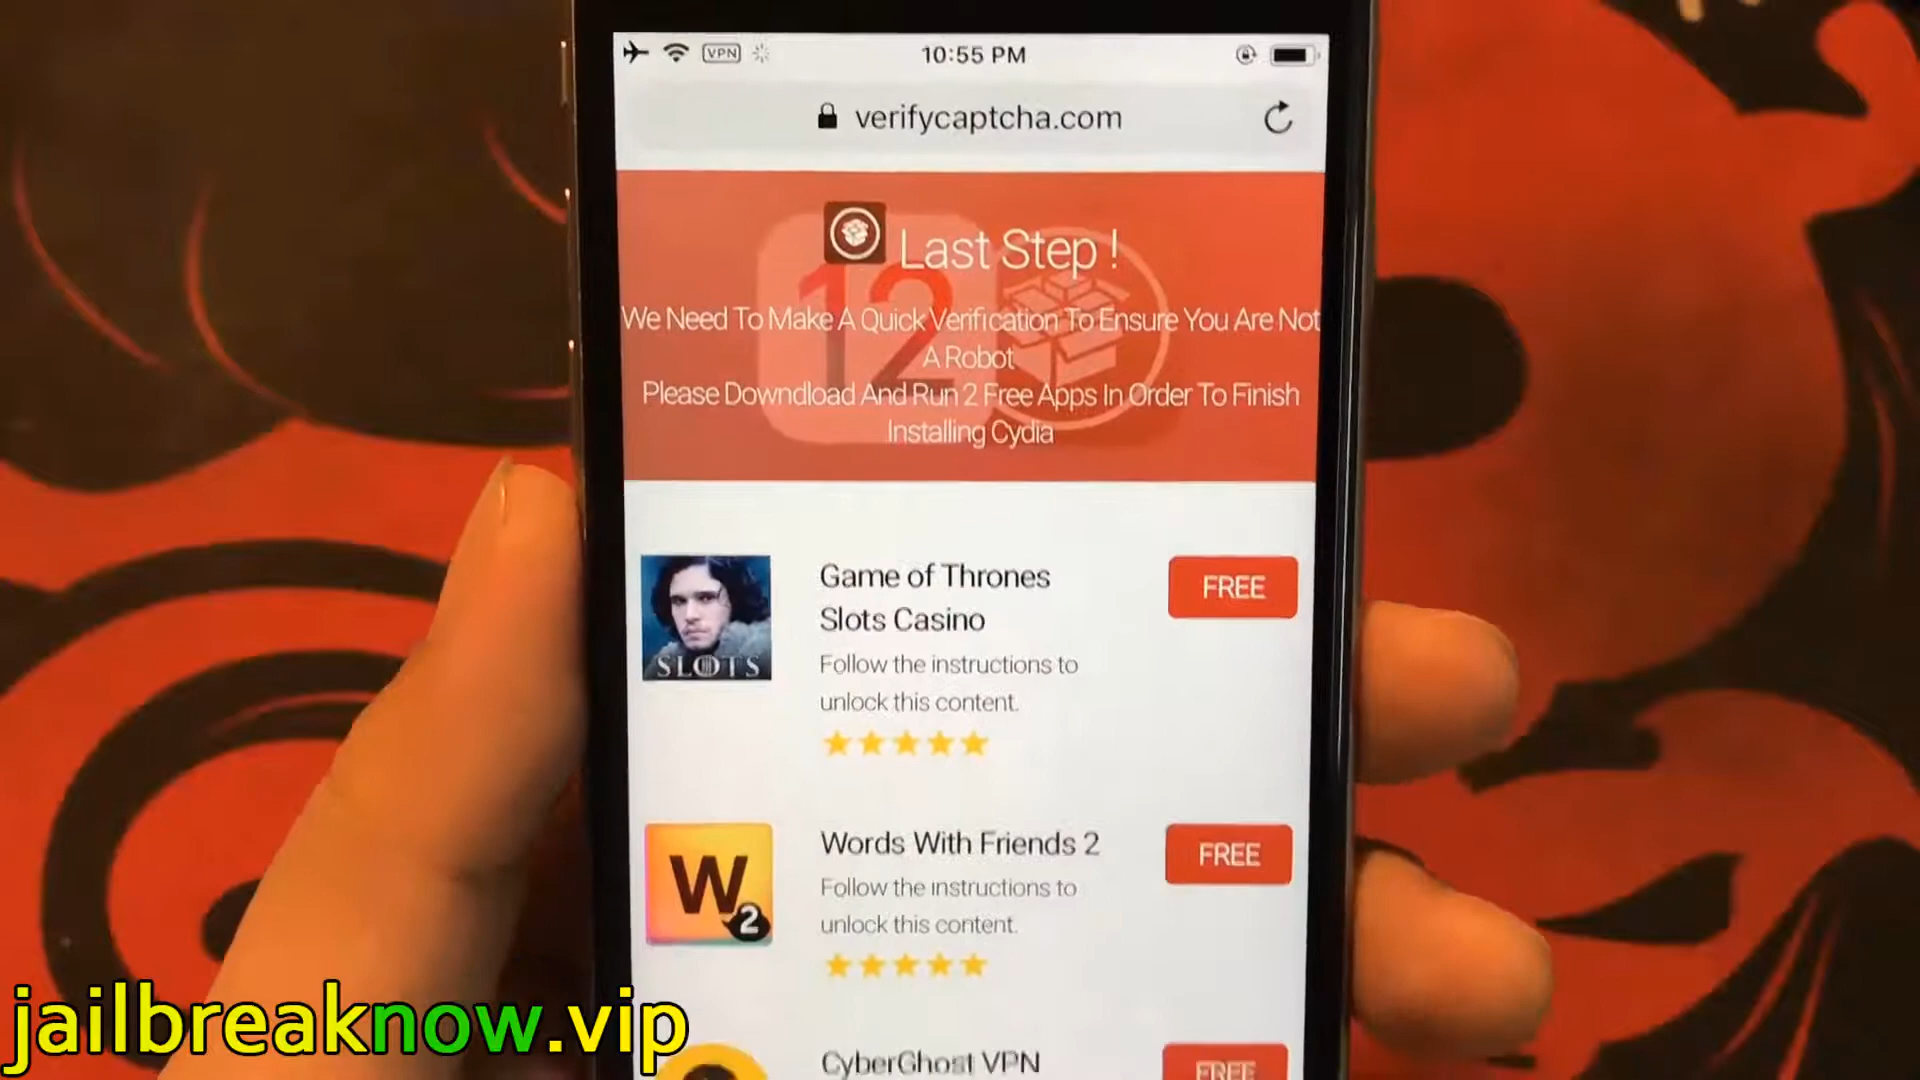 VPN
10:55 PM
verifycaptcha.com
Last Step !
12
We Need To Make A Quick Verification To Ensure You Are Not
A Robot
Please Downdload And Run 2 Free Apps In Order To Finish
Installing Cydia
Game of Thrones
Slots Casino
FREE
Follow the instructions to
unlock this content.
SLOTS
Words With Friends 2
FREE
W2
Follow the instructions to
unlock this content.
CyberGhost VPN
FREE
jailbreaknow.vip